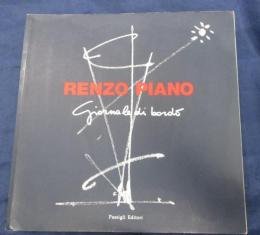 RENZO PIANO
Giornale di bordo
Passigli Editori